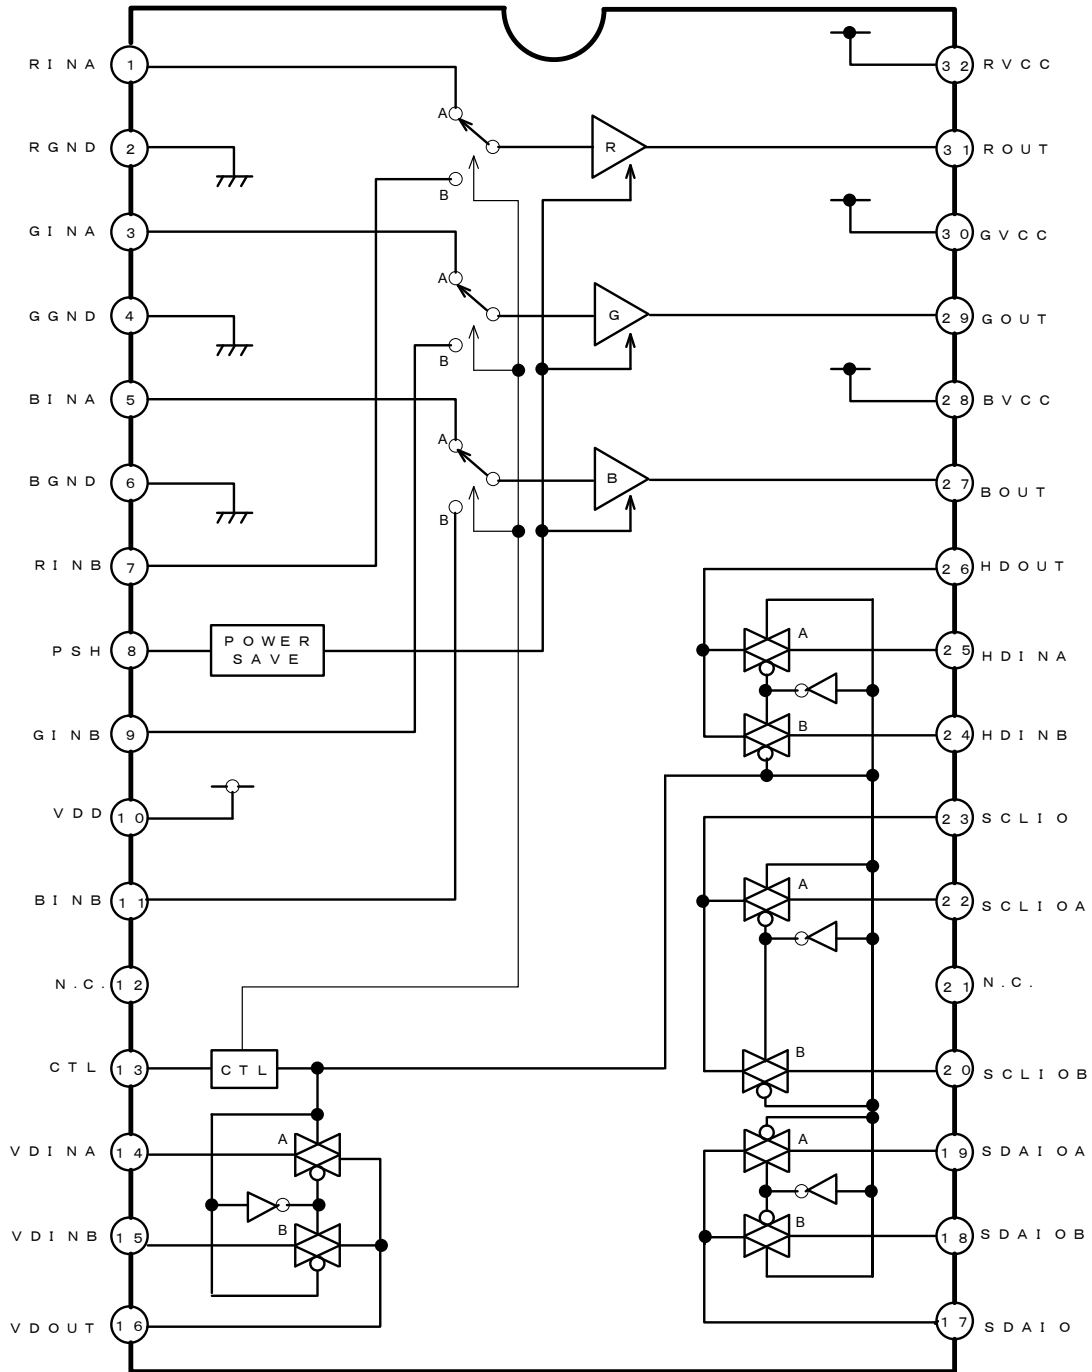 RINA 1
RGND 2
GINA 3
GGND 4
BINA 5
BGND 6
RINB 7
PSH 8
GINB 9
VDD 10
BINB 11
N.C. 12
CTL 13
VDINA 14
VDINB 15
VDOUT 16
A
B
R
A
B
G
A
B
B
POWER
SAVE
CTL
A
B
A
B
A
B
A
B
32 RVCC
31 ROUT
30 GVCC
29 GOUT
28 BVCC
27 BOUT
26 HDOUT
25 HDINA
24 HDINB
23 SCLIO
22 SCLIOA
21 N.C.
20 SCLIOB
19 SDAIOA
18 SDAIOB
17 SDAIO